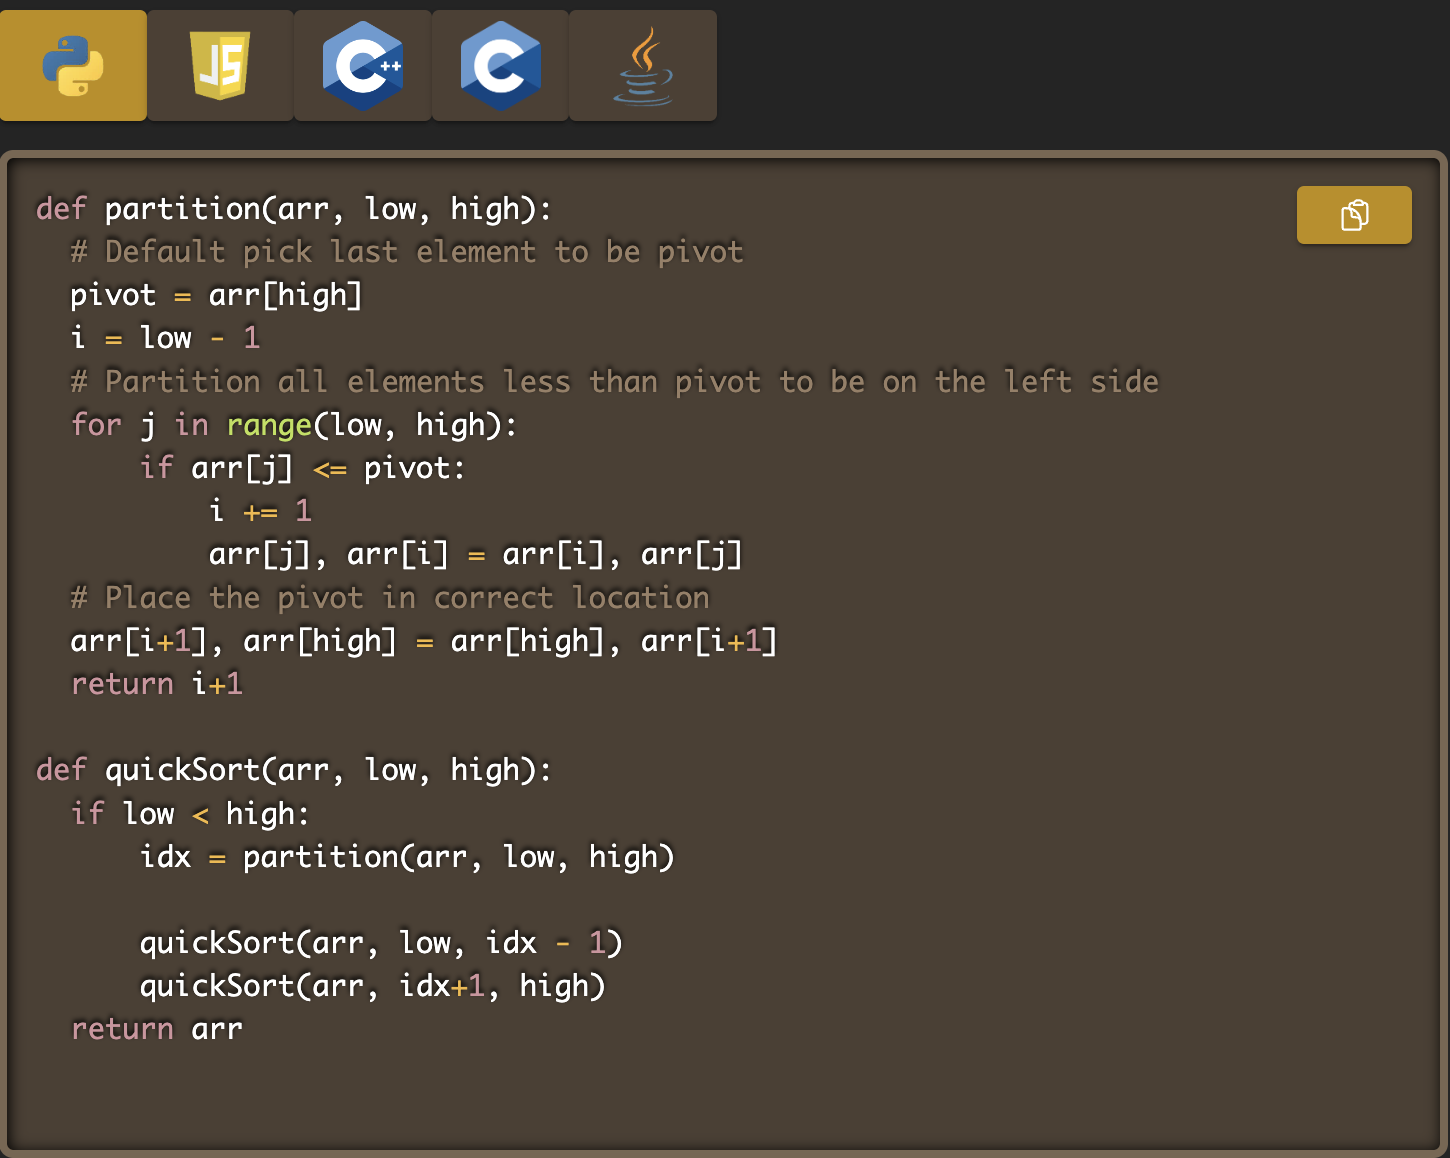 JS
C++
C
def partition(arr, low, high):
  # Default pick last element to be pivot
  pivot = arr[high]
  i = low - 1
  # Partition all elements less than pivot to be on the left side
  for j in range(low, high):
      if arr[j] <= pivot:
          i += 1
          arr[j], arr[i] = arr[i], arr[j]
  # Place the pivot in correct location
  arr[i+1], arr[high] = arr[high], arr[i+1]
  return i+1

def quickSort(arr, low, high):
  if low < high:
      idx = partition(arr, low, high)

      quickSort(arr, low, idx - 1)
      quickSort(arr, idx+1, high)
  return arr